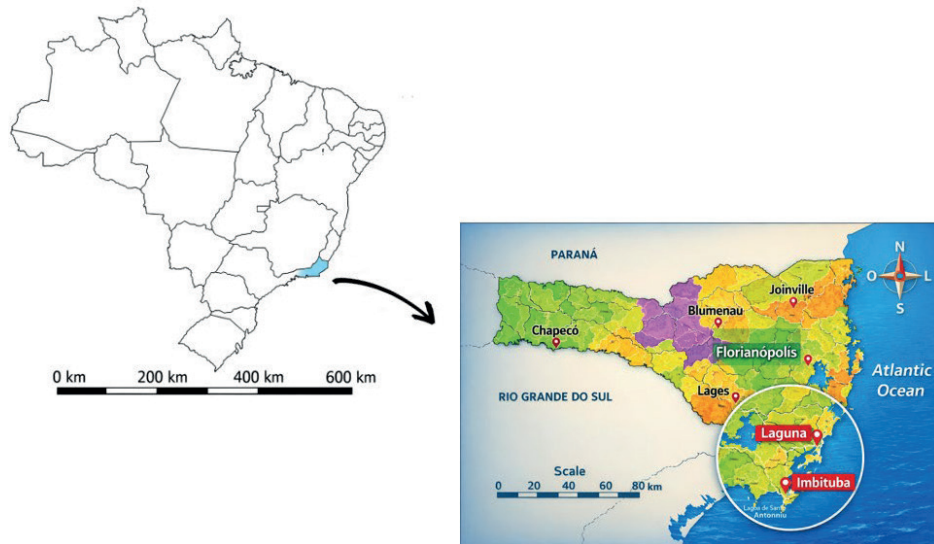 0 km 200 km 400 km 600 km
PARANÁ
N
O L
S
Joinville
Blumenau
Chapecó
Florianópolis
Atlantic
Ocean
Lages
RIO GRANDE DO SUL
Laguna
Scale
0 20 40 60 80 km
Imbituba
Antonniu